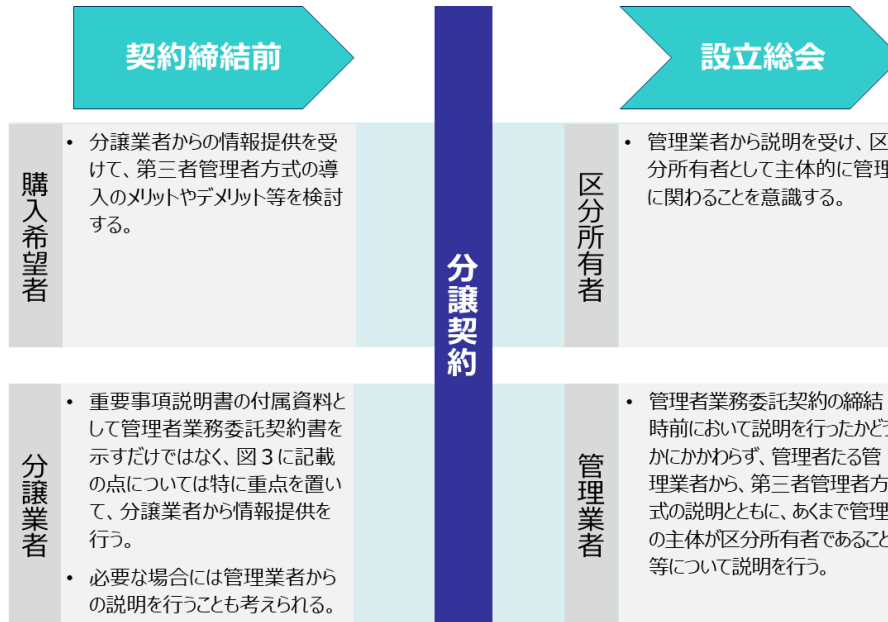 契約締結前
設立総会
購入希望者
• 分譲業者からの情報提供を受
けて、第三者管理者方式の導
入のメリットやデメリット等を検討
する。
分譲契約
区分所有者
• 管理業者から説明を受け、区
分所有者として主体的に管理
に関わることを意識する。
分譲業者
• 重要事項説明書の付属資料と
して管理者業務委託契約書を
示すだけではなく、図３に記載
の点については特に重点を置い
て、分譲業者から情報提供を
行う。
• 必要な場合には管理業者から
の説明を行うことも考えられる。
管理業者
• 管理者業務委託契約の締結
時前において説明を行ったかど
かにかかわらず、管理者たる管
理業者から、第三者管理者方
式の説明とともに、あくまで管理
の主体が区分所有者であること
等について説明を行う。